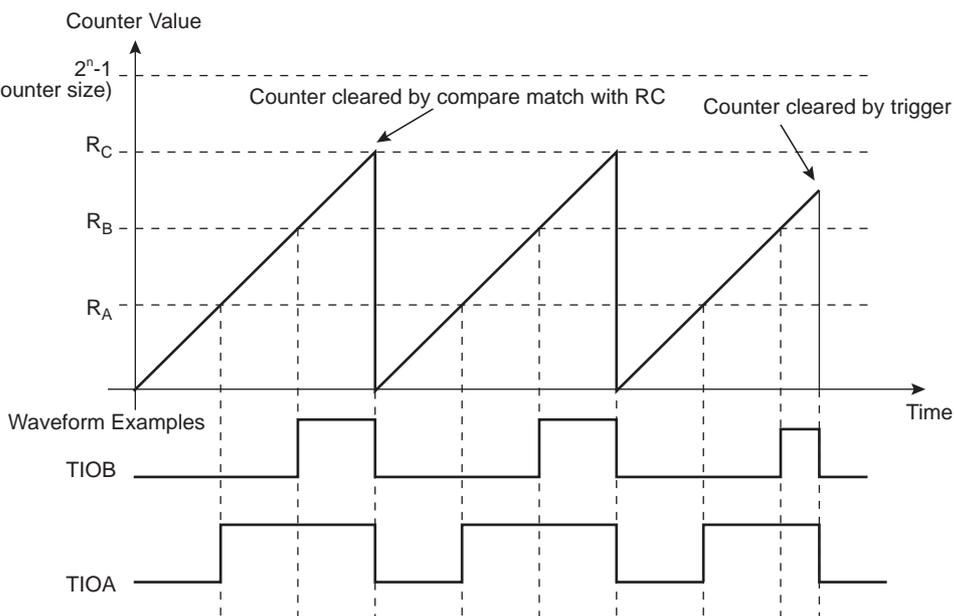 Counter Value
2ⁿ-1
ounter size)
Counter cleared by compare match with RC
Counter cleared by trigger
R_C
R_B
R_A
Time
Waveform Examples
TIOB
TIOA